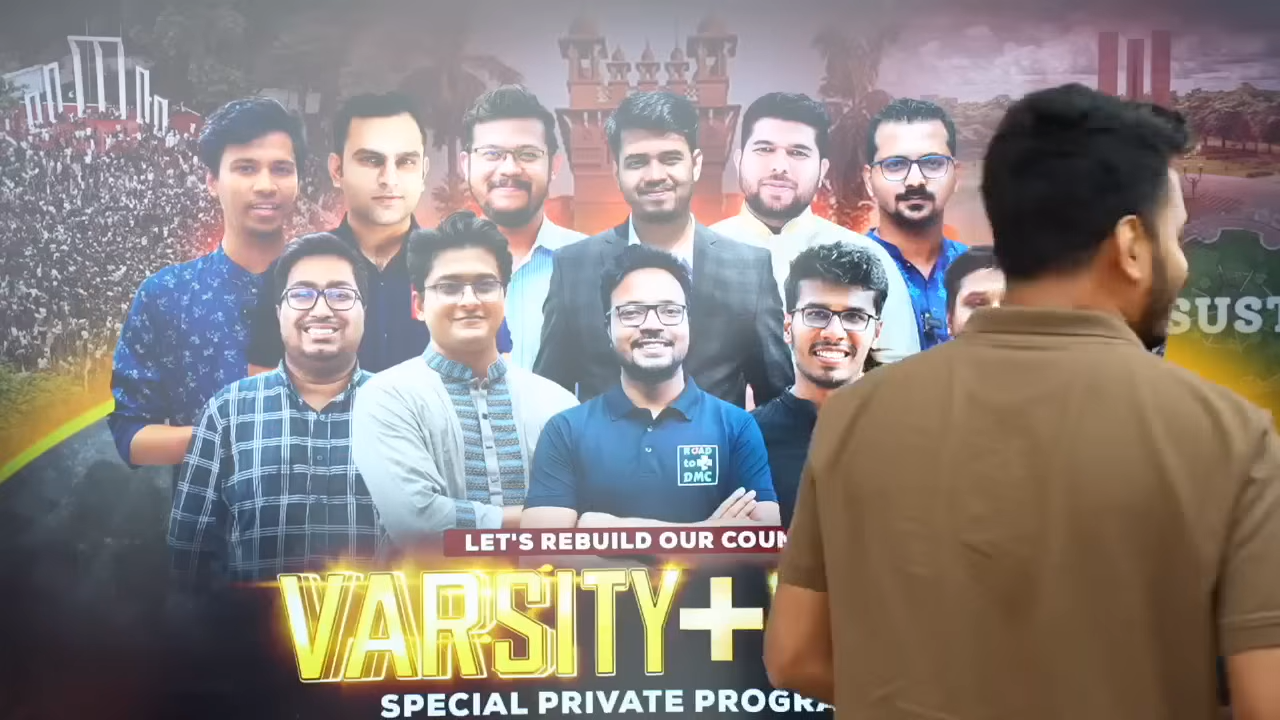 SUST
ROAD
to
DMC
LET'S REBUILD OUR COUN
VARSITY+
SPECIAL PRIVATE PROGRA